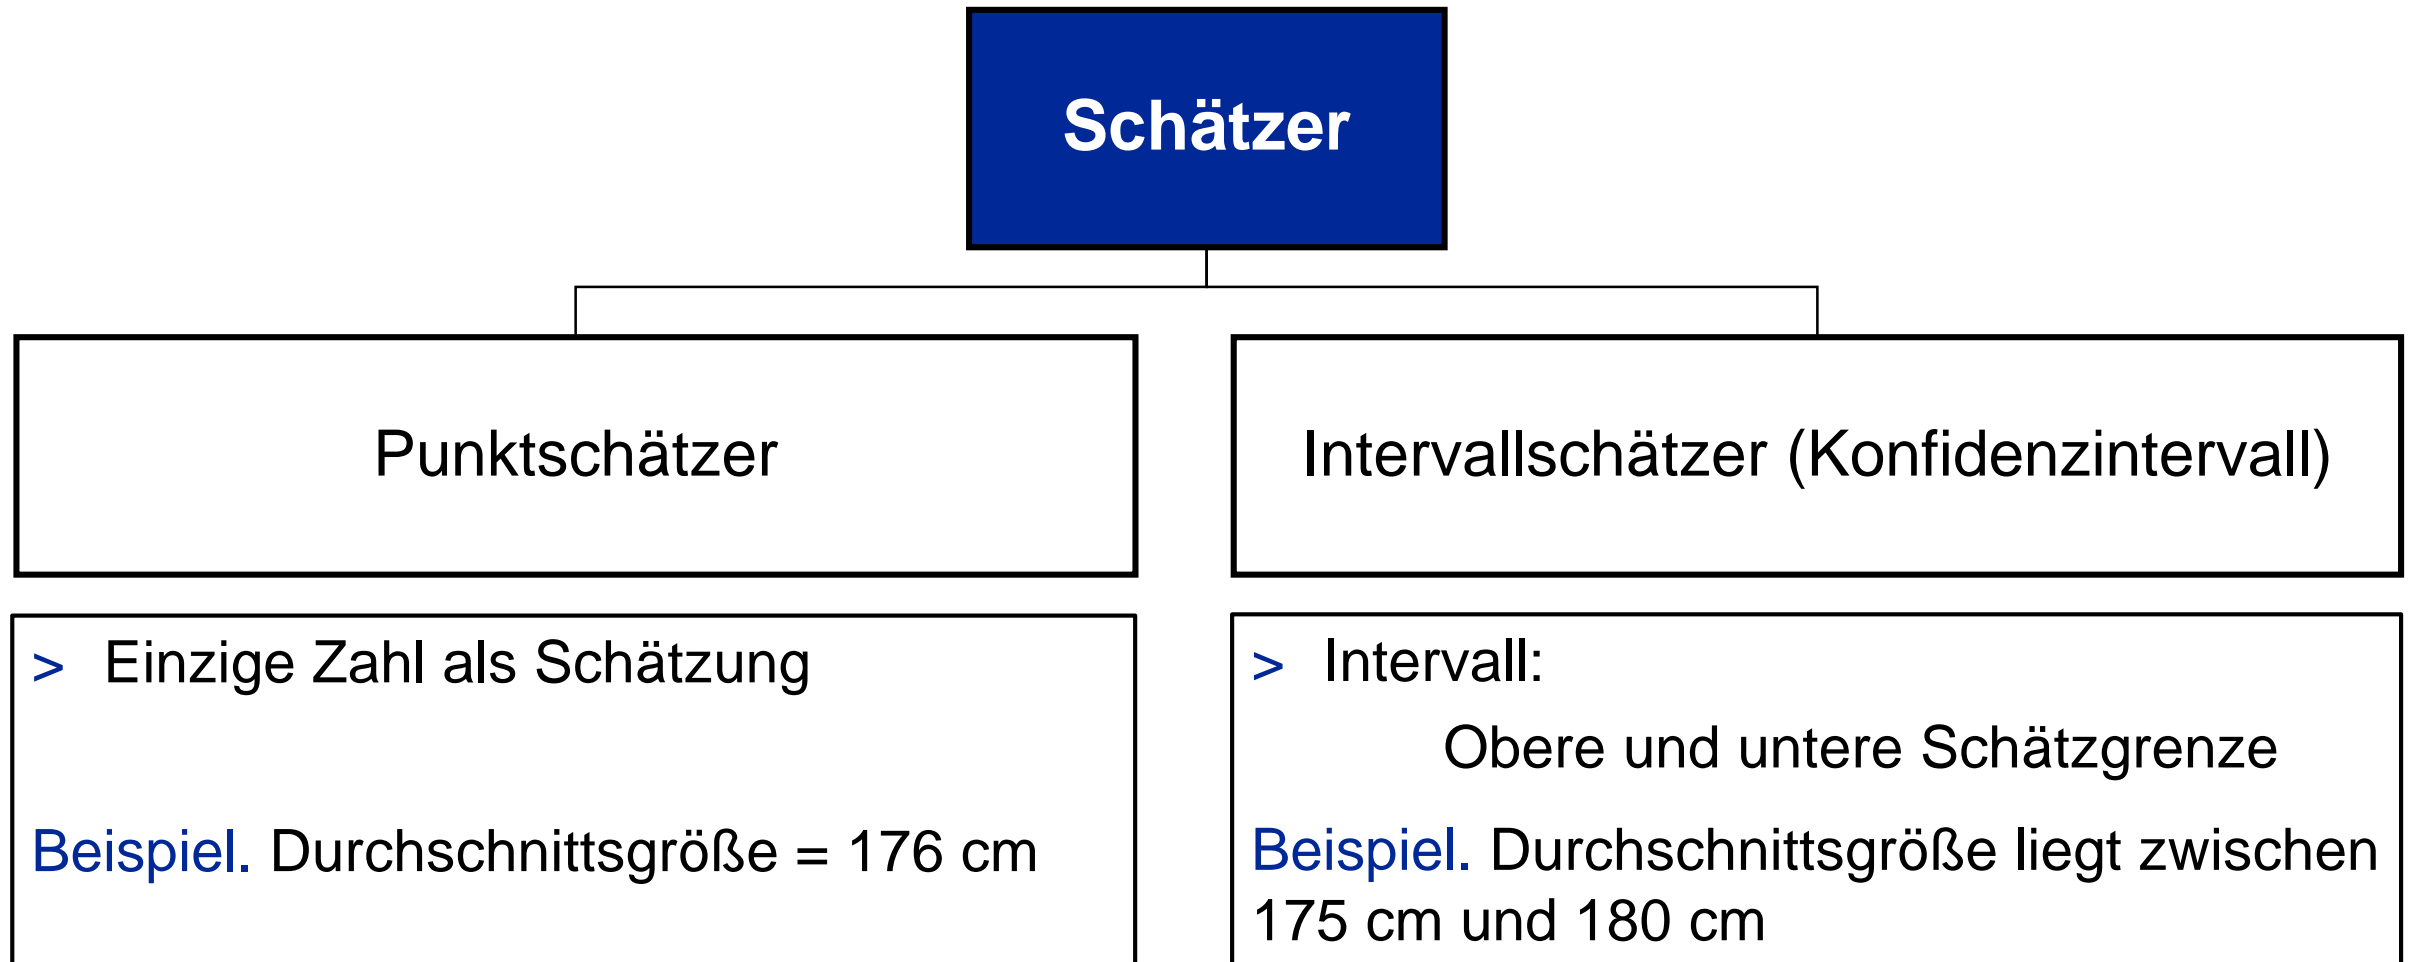 Schätzer
Punktschätzer
Intervallschätzer (Konfidenzintervall)
> Einzige Zahl als Schätzung
Beispiel. Durchschnittsgröße = 176 cm
> Intervall:
Obere und untere Schätzgrenze
Beispiel. Durchschnittsgröße liegt zwischen
175 cm und 180 cm